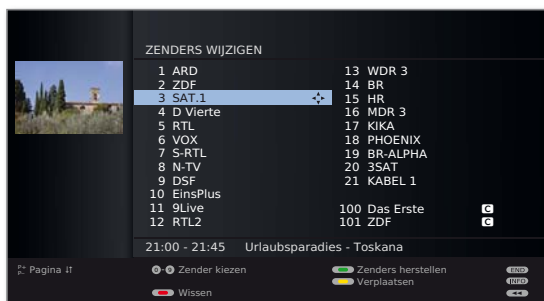 ZENDERS WIJZIGEN
1 ARD
2 ZDF
3 SAT.1
4 D Vierte
5 RTL
6 VOX
7 S-RTL
8 N-TV
9 DSF
10 EinsPlus
11 9Live
12 RTL2
13 WDR 3
14 BR
15 HR
16 MDR 3
17 KIKA
18 PHOENIX
19 BR-ALPHA
20 3SAT
21 KABEL 1
100 Das Erste C
101 ZDF C
21:00 - 21:45 Urlaubsparadies - Toskana
P+ P- Pagina
0-9 Zender kiezen
Wissen
Zenders herstellen
Verplaatsen
END
INFO